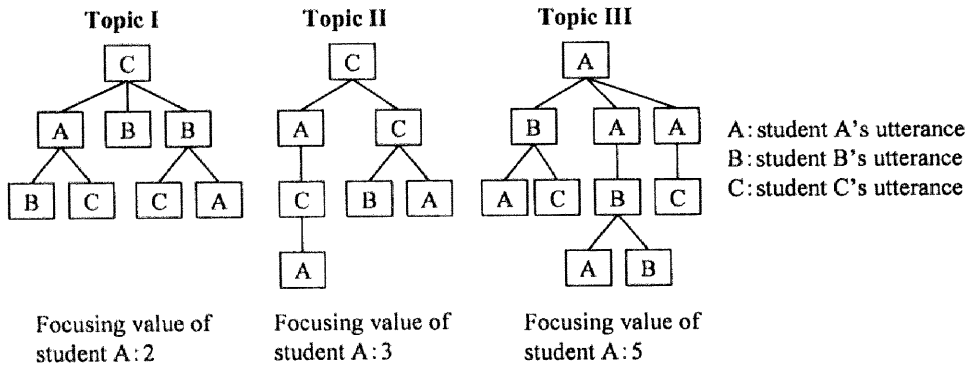 Topic I
Topic II
Topic III
C
C
A
A B B
A C
B A A
B C C A
C B A
A C B C
A
A B
A : student A's utterance
B : student B's utterance
C : student C's utterance
Focusing value of
student A : 2
Focusing value of
student A : 3
Focusing value of
student A : 5